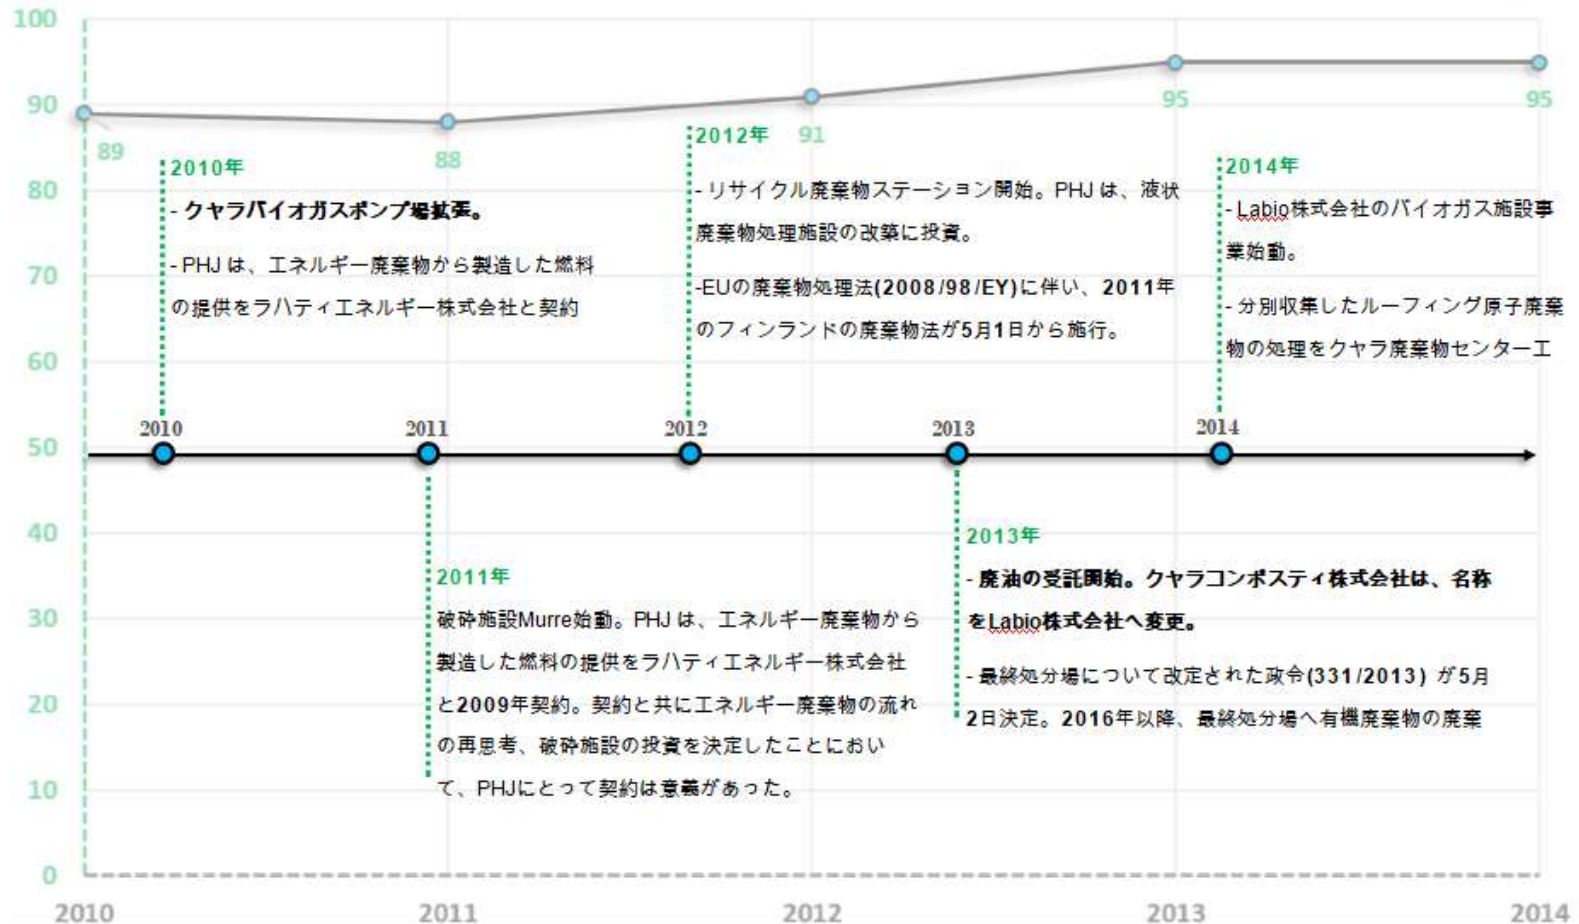 100
90
80
70
60
50
40
30
20
10
0
89
88
91
95
95
2010年
- クヤラバイオガスポンプ場拡張。
- PHJ は、エネルギー廃棄物から製造した燃料
の提供をラハティエネルギー株式会社と契約
2012年
- リサイクル廃棄物ステーション開始。PHJ は、液状
廃棄物処理施設の改築に投資。
-EUの廃棄物処理法(2008/98/EY)に伴い、2011年
のフィンランドの廃棄物法が5月1日から施行。
2014年
- Labio株式会社のバイオガス施設事
業始動。
- 分別収集したルーフィング原子廃棄
物の処理をクヤラ廃棄物センター工
2010
2011
2012
2013
2014
2011年
破砕施設Murre始動。PHJ は、エネルギー廃棄物から
製造した燃料の提供をラハティエネルギー株式会社
と2009年契約。契約と共にエネルギー廃棄物の流れ
の再思考、破砕施設の投資を決定したことにおい
て、PHJにとって契約は意義があった。
2013年
- 廃油の受託開始。クヤラコンポスティ株式会社は、名称
をLabio株式会社へ変更。
- 最終処分場について改定された政令(331/2013) が5月
2日決定。2016年以降、最終処分場へ有機廃棄物の廃棄
2010
2011
2012
2013
2014